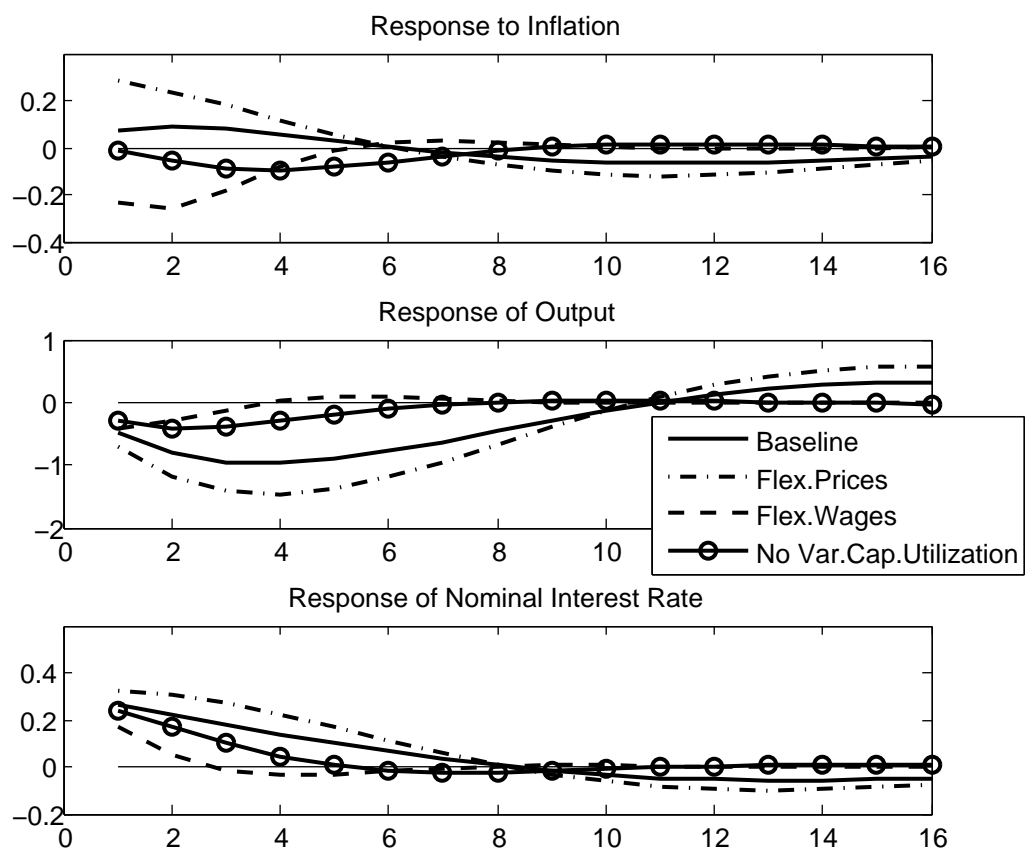 Response to Inflation
0.2
0
−0.2
−0.4
0 2 4 6 8 10 12 14 16
Response of Output
1
0
−1
−2
0 2 4 6 8 10
Baseline
Flex.Prices
Flex.Wages
No Var.Cap.Utilization
Response of Nominal Interest Rate
0.4
0.2
0
−0.2
0 2 4 6 8 10 12 14 16